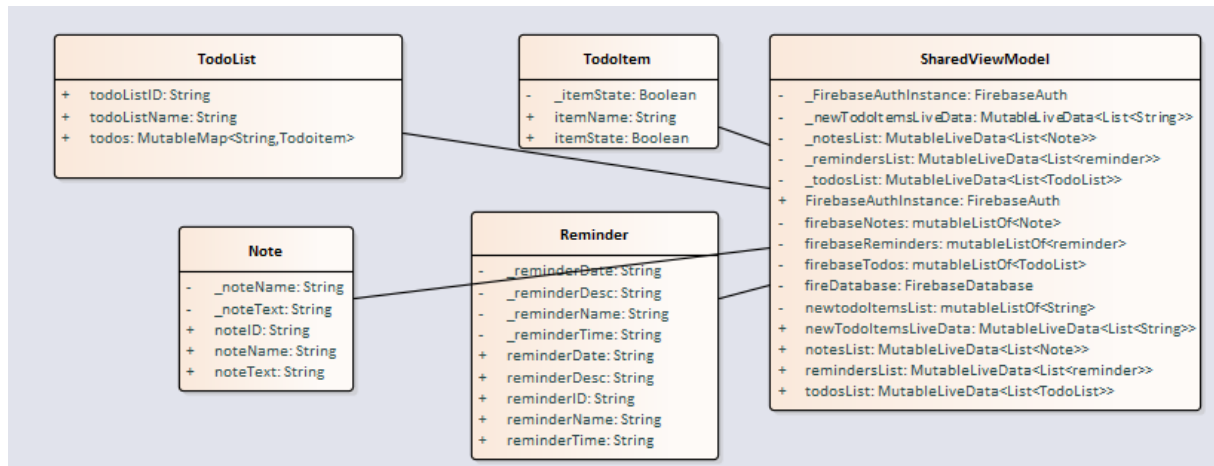 TodoList
+ todoListID: String
+ todoListName: String
+ todos: MutableMap<String,Todoitem>
TodoItem
- _itemState: Boolean
+ itemName: String
+ itemState: Boolean
SharedViewModel
- _FirebaseAuthInstance: FirebaseAuth
- _newTodoItemsLiveData: MutableLiveData<List<String>>
- _notesList: MutableLiveData<List<Note>>
- _remindersList: MutableLiveData<List<reminder>>
- _todosList: MutableLiveData<List<TodoList>>
+ FirebaseAuthInstance: FirebaseAuth
- firebaseNotes: mutableListOf<Note>
- firebaseReminders: mutableListOf<reminder>
- firebaseTodos: mutableListOf<TodoList>
- fireDatabase: FirebaseDatabase
- newtodoItemsList: mutableListOf<String>
+ newTodoItemsLiveData: MutableLiveData<List<String>>
+ notesList: MutableLiveData<List<Note>>
+ remindersList: MutableLiveData<List<reminder>>
+ todosList: MutableLiveData<List<TodoList>>
Note
- _noteName: String
- _noteText: String
+ noteID: String
+ noteName: String
+ noteText: String
Reminder
- _reminderDate: String
- _reminderDesc: String
- _reminderName: String
- _reminderTime: String
+ reminderDate: String
+ reminderDesc: String
+ reminderID: String
+ reminderName: String
+ reminderTime: String